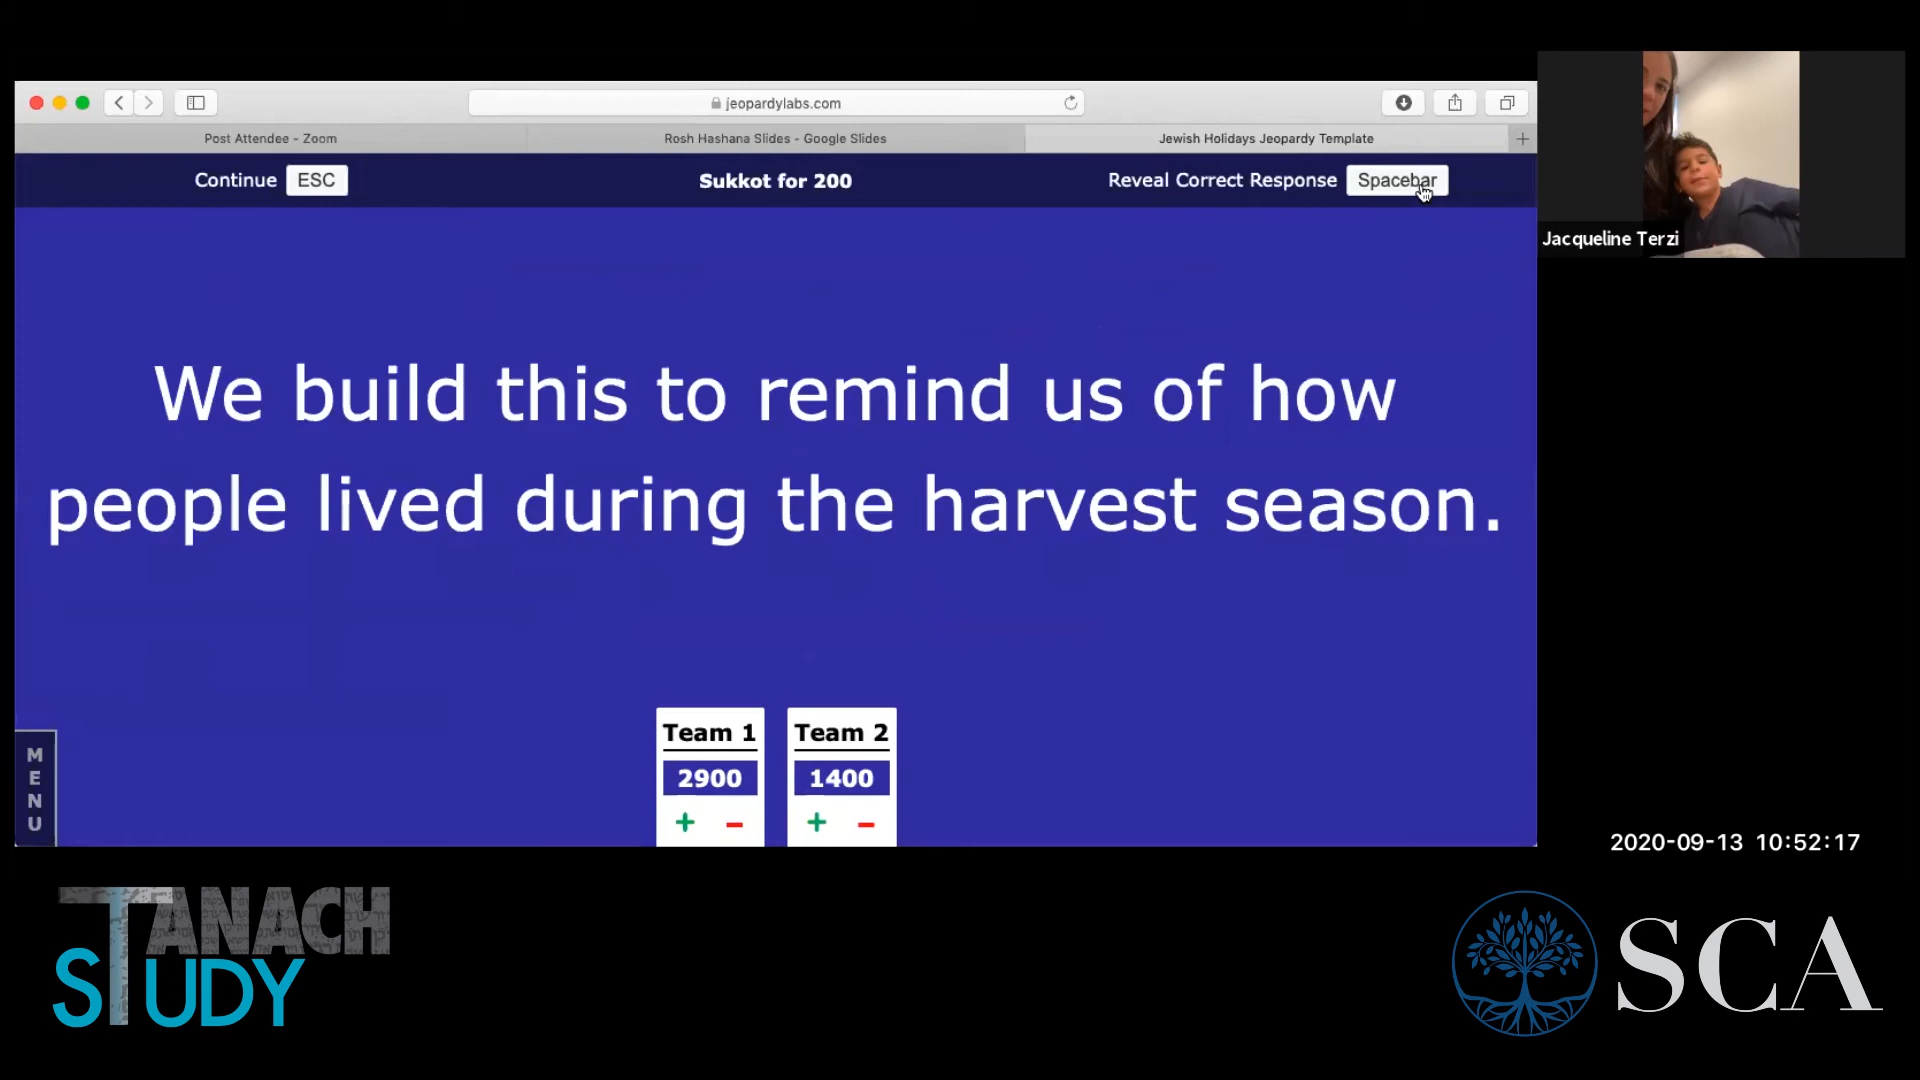 jeopardylabs.com
Post Attendee - Zoom
Rosh Hashana Slides - Google Slides
Jewish Holidays Jeopardy Template
Continue ESC
Sukkot for 200
Reveal Correct Response Spacebar
Jacqueline Terzi
We build this to remind us of how
people lived during the harvest season.
Team 1
2900
+ −
Team 2
1400
+ −
MENU
2020-09-13 10:52:17
TANACH
STUDY
SCA